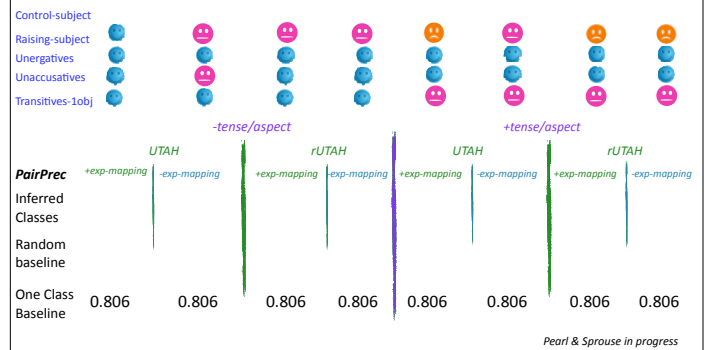 Control-subject
Raising-subject
Unergatives
Unaccusatives
Transitives-1obj
-tense/aspect +tense/aspect
UTAH rUTAH UTAH rUTAH
PairPrec +exp-mapping -exp-mapping +exp-mapping -exp-mapping +exp-mapping -exp-mapping +exp-mapping -exp-mapping
Inferred
Classes
Random
baseline
One Class
Baseline
0.806 0.806 0.806 0.806 0.806 0.806 0.806 0.806
Pearl & Sprouse in progress